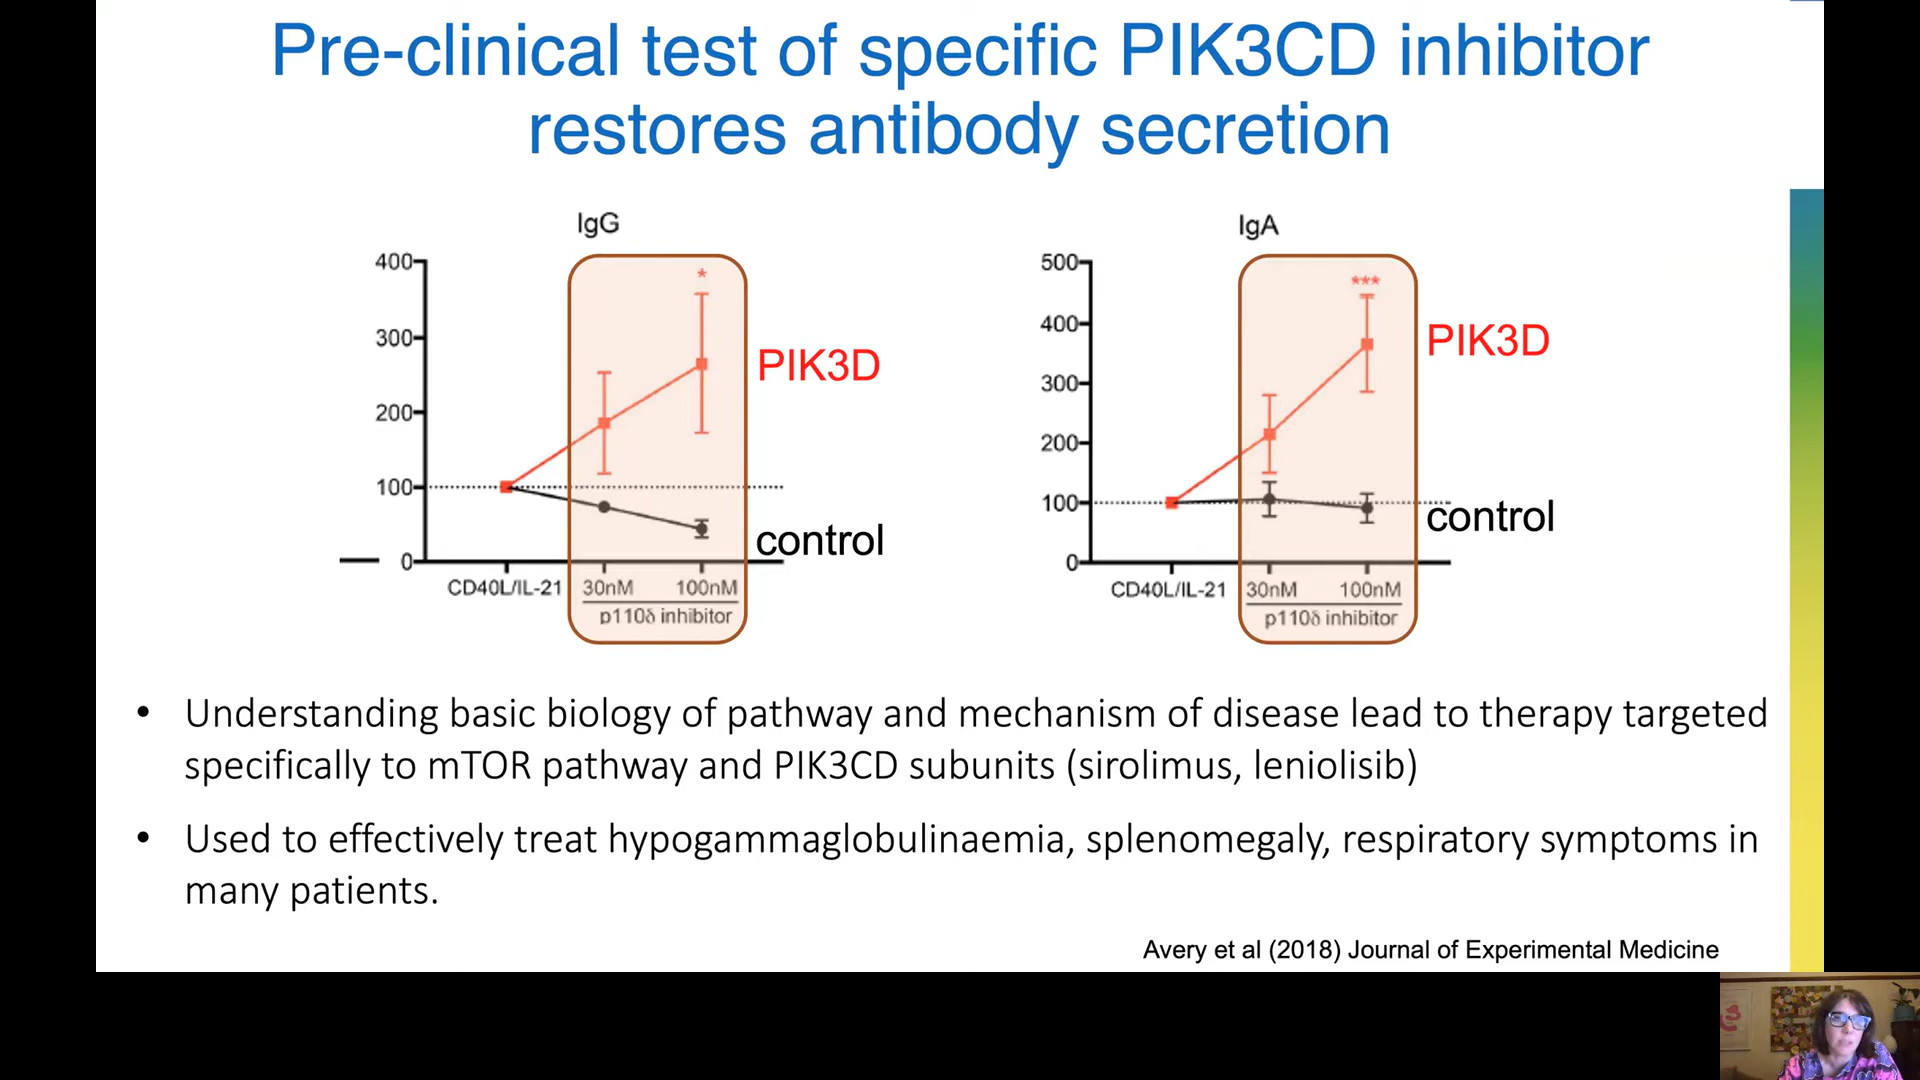 Pre-clinical test of specific PIK3CD inhibitor
restores antibody secretion
IgG
400
300
200
100
0
*
PIK3D
control
CD40L/IL-21
30nM
100nM
p110δ inhibitor
IgA
500
400
300
200
100
0
***
PIK3D
control
CD40L/IL-21
30nM
100nM
p110δ inhibitor
• Understanding basic biology of pathway and mechanism of disease lead to therapy targeted
specifically to mTOR pathway and PIK3CD subunits (sirolimus, leniolisib)
• Used to effectively treat hypogammaglobulinaemia, splenomegaly, respiratory symptoms in
many patients.
Avery et al (2018) Journal of Experimental Medicine